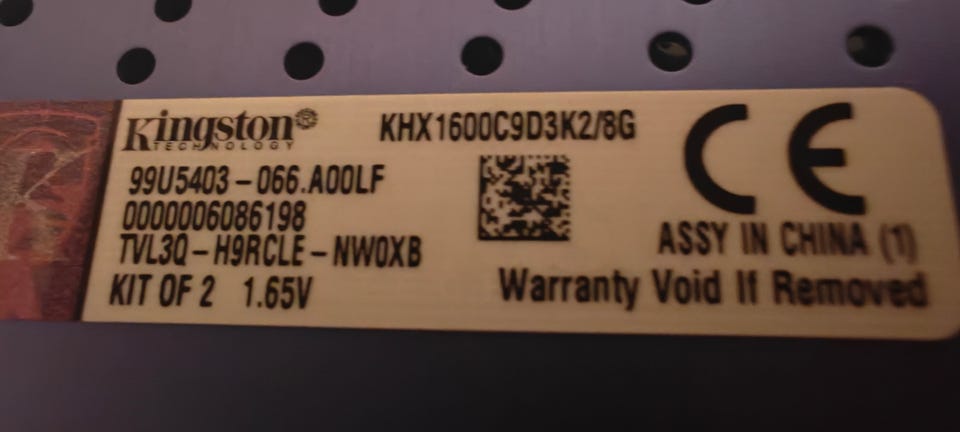 Kingston®
TECHNOLOGY
KHX1600C9D3K2/8G
99U5403-066.A00LF
0000006086198
TVL3Q-H9RCLE-NW0XB
KIT OF 2 1.65V
CE
ASSY IN CHINA (1)
Warranty Void If Removed